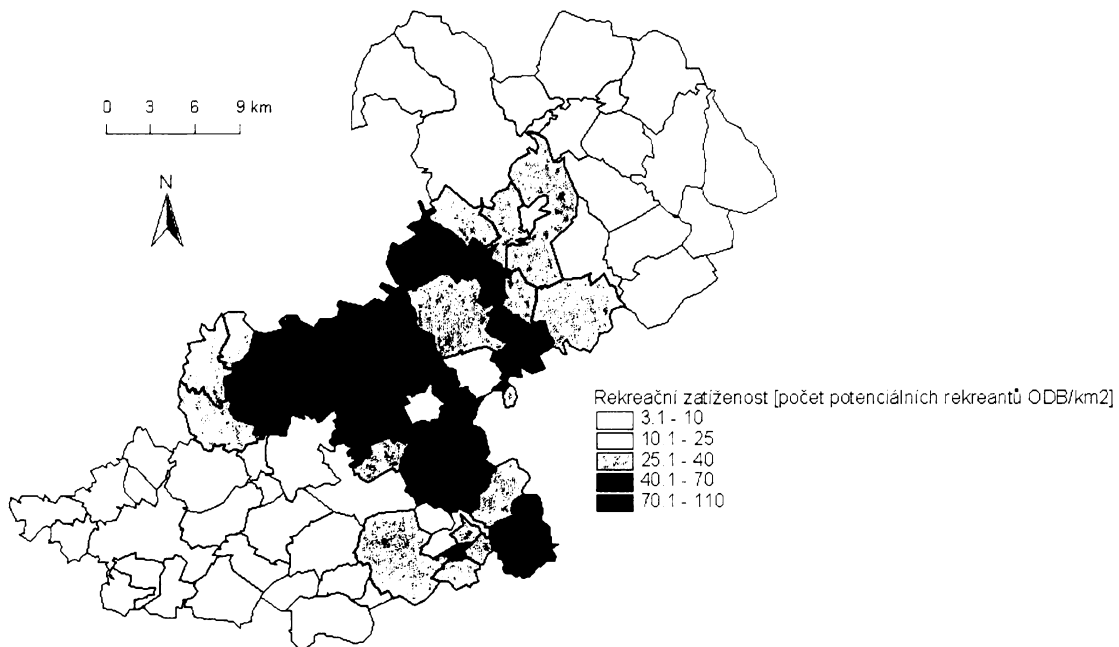 0 3 6 9 km
N
Rekreační zatíženost [počet potenciálních rekreantů ODB/km2]
3.1 - 10
10.1 - 25
25.1 - 40
40.1 - 70
70.1 - 110